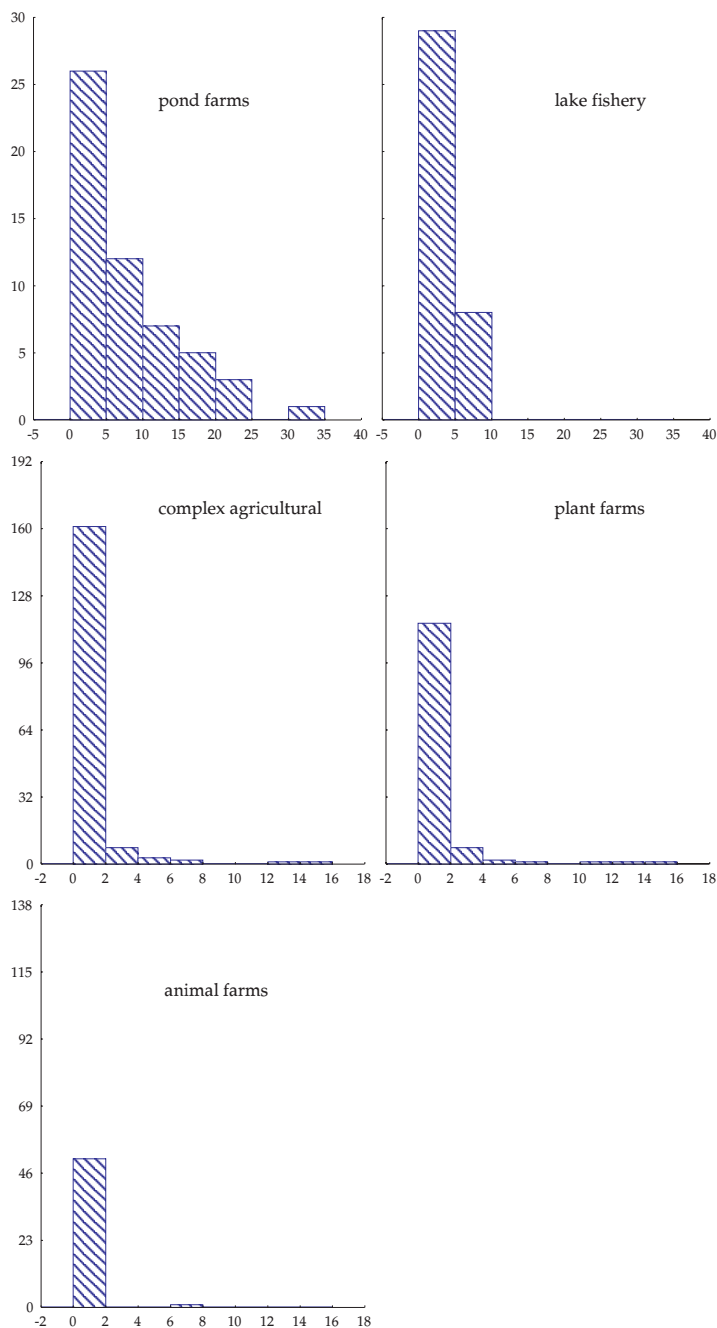 30
25
20
15
10
5
0
pond farms
lake fishery
-5 0 5 10 15 20 25 30 35 40
-5 0 5 10 15 20 25 30 35 40
192
160
128
96
64
32
0
complex agricultural
plant farms
-2 0 2 4 6 8 10 12 14 16 18
-2 0 2 4 6 8 10 12 14 16 18
138
115
92
69
46
23
0
animal farms
-2 0 2 4 6 8 10 12 14 16 18